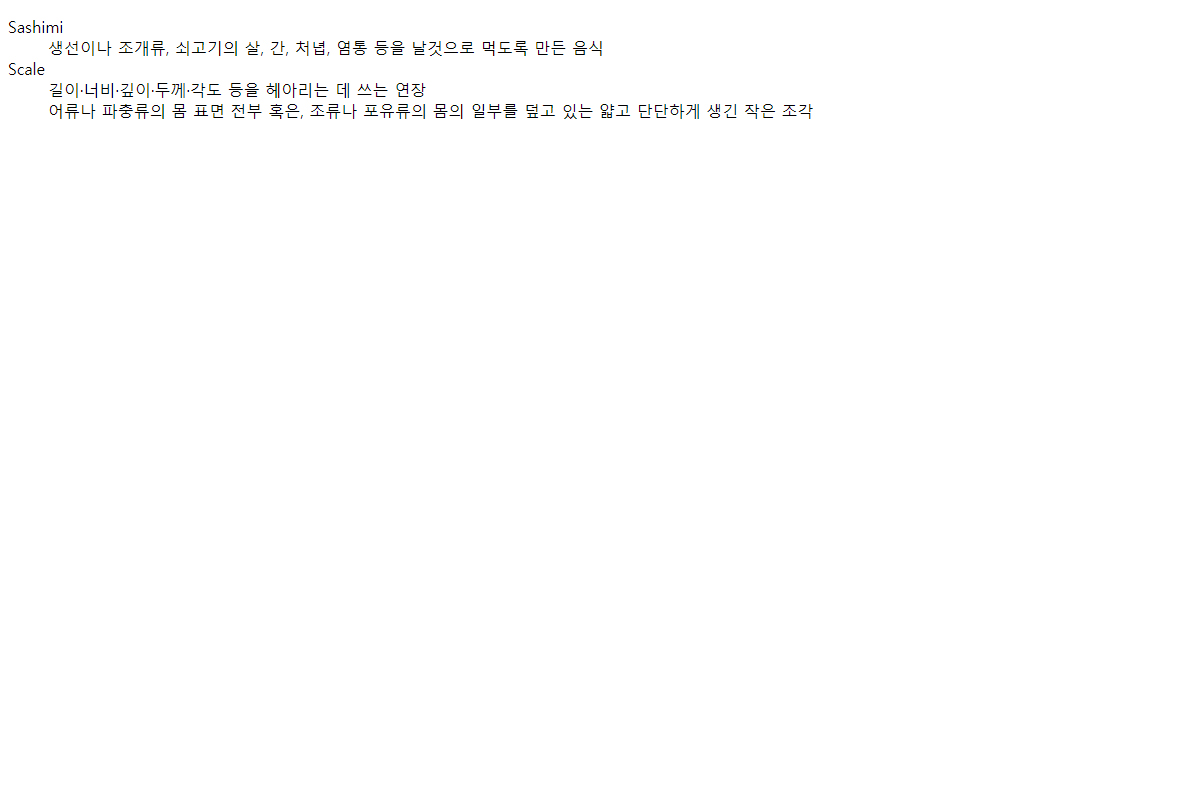 Sashimi
생선이나 조개류, 쇠고기의 살, 간, 처녑, 염통 등을 날것으로 먹도록 만든 음식
Scale
길이·너비·깊이·두께·각도 등을 헤아리는 데 쓰는 연장
어류나 파충류의 몸 표면 전부 혹은, 조류나 포유류의 몸의 일부를 덮고 있는 얇고 단단하게 생긴 작은 조각